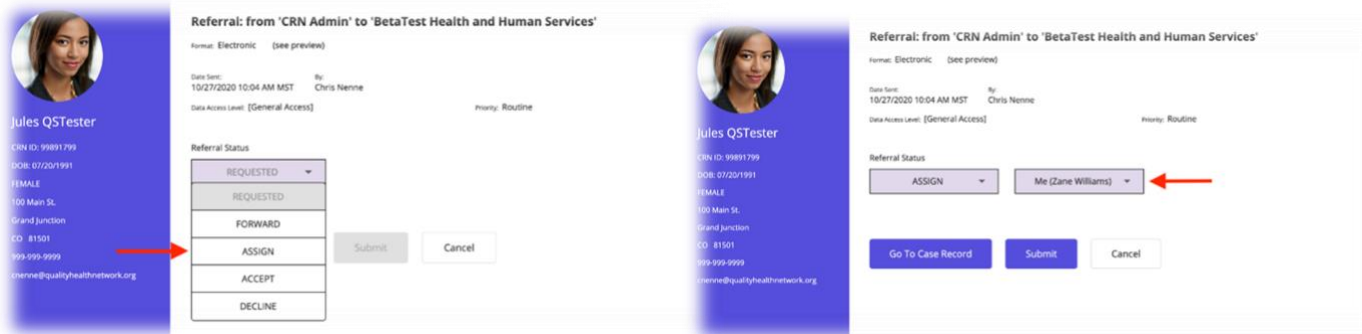 Referral: from 'CRN Admin' to 'BetaTest Health and Human Services'
Format: Electronic (see preview)
Date Sent: By:
10/27/2020 10:04 AM MST Chris Nenne
Data Access Level: [General Access] Priority: Routine
Jules QSTester
CRN ID: 99891799
DOB: 07/20/1991
FEMALE
100 Main St.
Grand Junction
CO 81501
999-999-9999
cnenne@qualityhealthnetwork.org
Referral Status
REQUESTED
REQUESTED
FORWARD
ASSIGN
ACCEPT
DECLINE
Submit Cancel
Referral: from 'CRN Admin' to 'BetaTest Health and Human Services'
Format: Electronic (see preview)
Date Sent: By:
10/27/2020 10:04 AM MST Chris Nenne
Data Access Level: [General Access] Priority: Routine
Jules QSTester
CRN ID: 99891799
DOB: 07/20/1991
FEMALE
100 Main St.
Grand Junction
CO 81501
999-999-9999
cnenne@qualityhealthnetwork.org
Referral Status
ASSIGN Me (Zane Williams)
Go To Case Record Submit Cancel